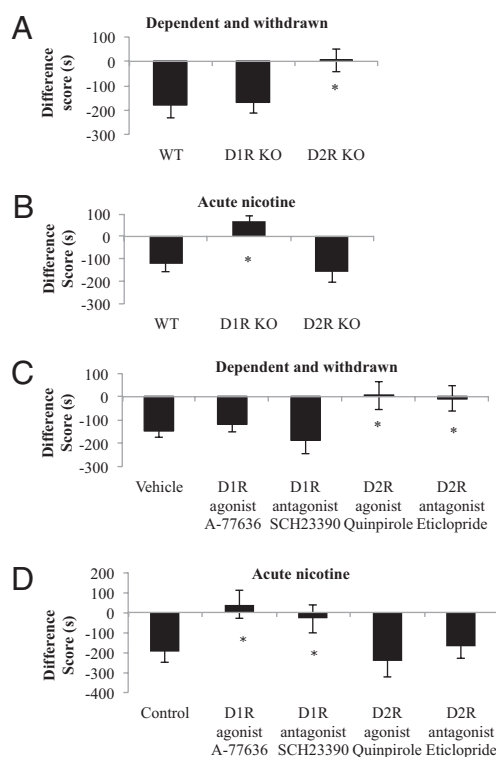 A
Dependent and withdrawn
Difference
score (s)
100
0
-100
-200
-300
*
WT D1R KO D2R KO
B
Acute nicotine
Difference
Score (s)
100
0
-100
-200
-300
*
WT D1R KO D2R KO
C
Dependent and withdrawn
Difference
Score (s)
100
0
-100
-200
-300
* *
Vehicle D1R D1R D2R D2R
agonist antagonist agonist antagonist
A-77636 SCH23390 Quinpirole Eticlopride
D
Acute nicotine
Difference
Score (s)
200
100
0
-100
-200
-300
-400
* *
Control D1R D1R D2R D2R
agonist antagonist agonist antagonist
A-77636 SCH23390 Quinpirole Eticlopride